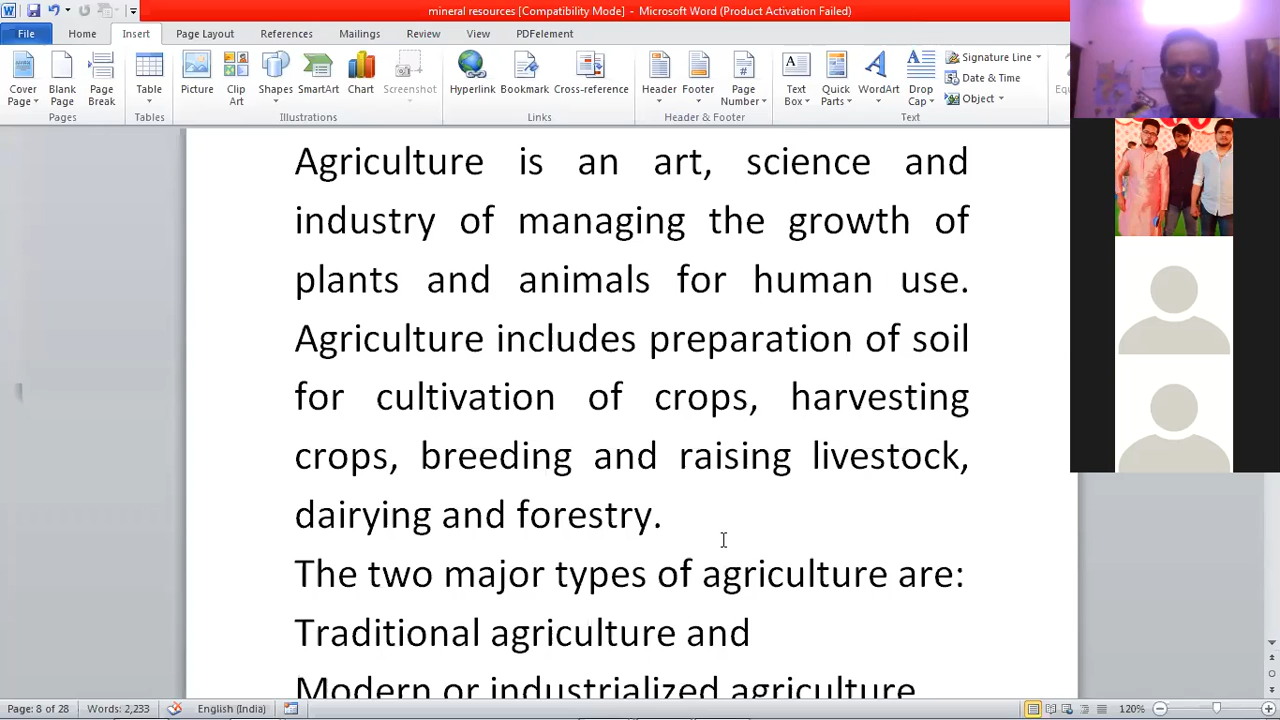 mineral resources [Compatibility Mode] - Microsoft Word (Product Activation Failed)
File Home Insert Page Layout References Mailings Review View PDFelement
Cover Page Blank Page Page Break Table Picture Clip Art Shapes SmartArt Chart Screenshot Hyperlink Bookmark Cross-reference Header Footer Page Number Text Box Quick Parts WordArt Drop Cap
Signature Line
Date & Time
Object
Pages Tables Illustrations Links Header & Footer Text
Agriculture is an art, science and
industry of managing the growth of
plants and animals for human use.
Agriculture includes preparation of soil
for cultivation of crops, harvesting
crops, breeding and raising livestock,
dairying and forestry.
The two major types of agriculture are:
Traditional agriculture and
Modern or industrialized agriculture
Page: 8 of 28 Words: 2,233 English (India) 120%